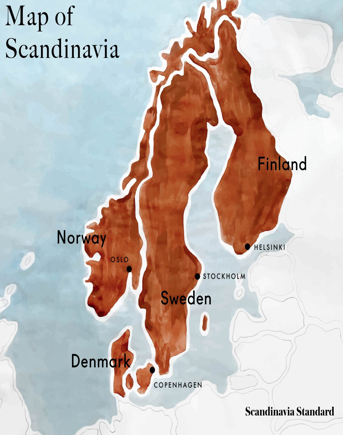 Map of
Scandinavia
Finland
Norway
HELSINKI
OSLO
STOCKHOLM
Sweden
Denmark
COPENHAGEN
Scandinavia Standard